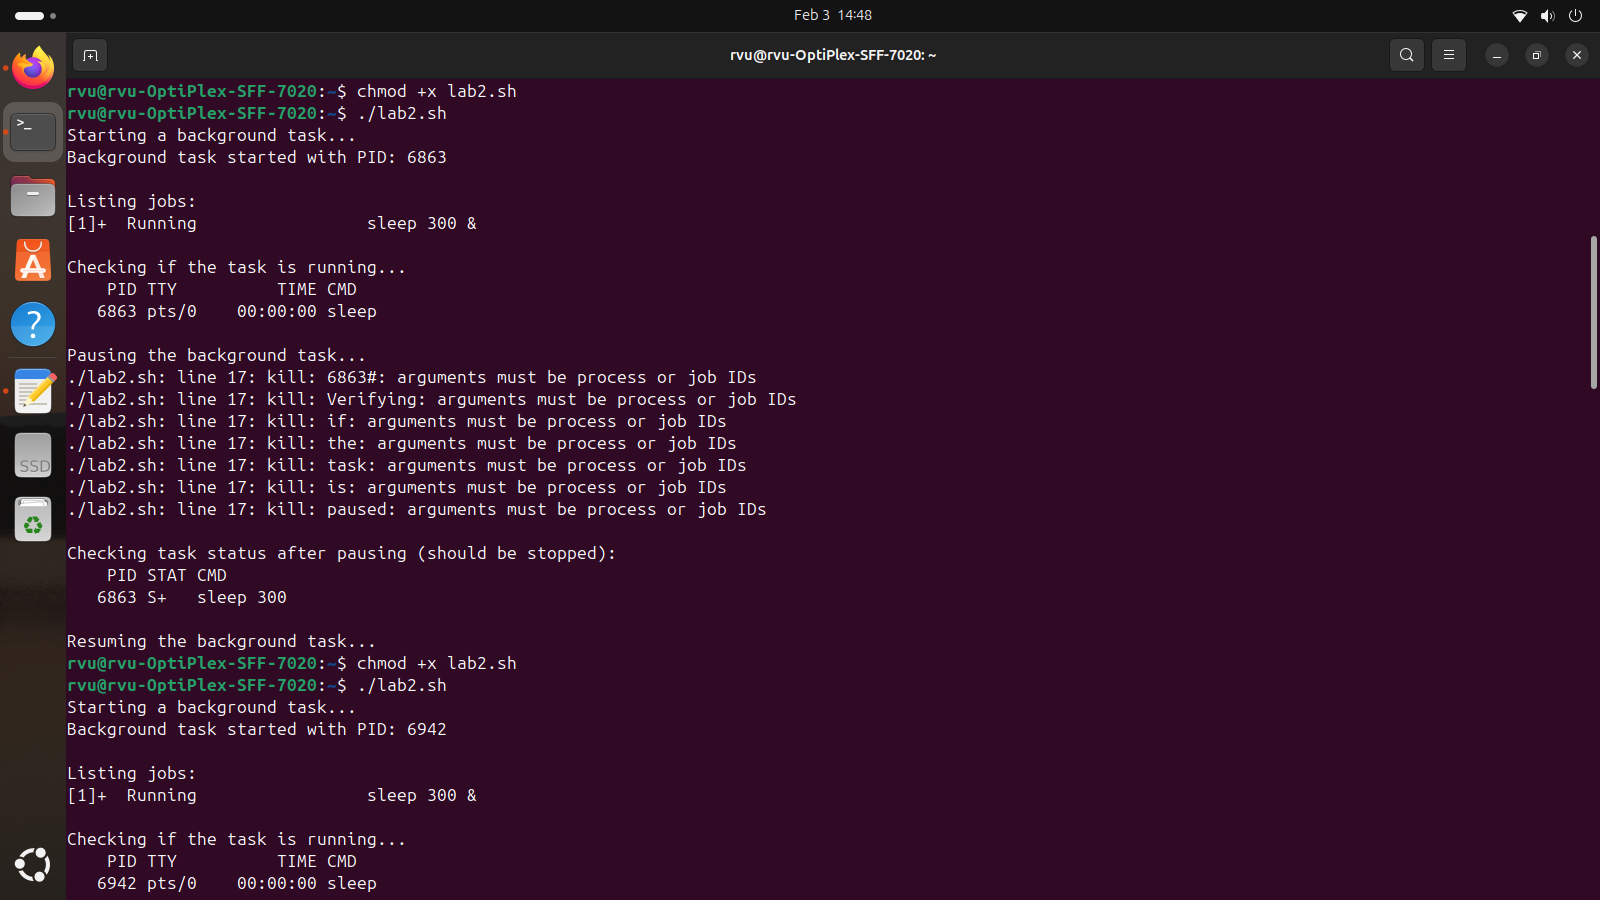 Feb 3 14:48
rvu@rvu-OptiPlex-SFF-7020: ~
rvu@rvu-OptiPlex-SFF-7020:~$ chmod +x lab2.sh
rvu@rvu-OptiPlex-SFF-7020:~$ ./lab2.sh
Starting a background task...
Background task started with PID: 6863
Listing jobs:
[1]+  Running                 sleep 300 &
Checking if the task is running...
    PID TTY          TIME CMD
   6863 pts/0    00:00:00 sleep
Pausing the background task...
./lab2.sh: line 17: kill: 6863#: arguments must be process or job IDs
./lab2.sh: line 17: kill: Verifying: arguments must be process or job IDs
./lab2.sh: line 17: kill: if: arguments must be process or job IDs
./lab2.sh: line 17: kill: the: arguments must be process or job IDs
./lab2.sh: line 17: kill: task: arguments must be process or job IDs
./lab2.sh: line 17: kill: is: arguments must be process or job IDs
./lab2.sh: line 17: kill: paused: arguments must be process or job IDs
Checking task status after pausing (should be stopped):
    PID STAT CMD
   6863 S+   sleep 300
Resuming the background task...
rvu@rvu-OptiPlex-SFF-7020:~$ chmod +x lab2.sh
rvu@rvu-OptiPlex-SFF-7020:~$ ./lab2.sh
Starting a background task...
Background task started with PID: 6942
Listing jobs:
[1]+  Running                 sleep 300 &
Checking if the task is running...
    PID TTY          TIME CMD
   6942 pts/0    00:00:00 sleep
>_
?
SSD